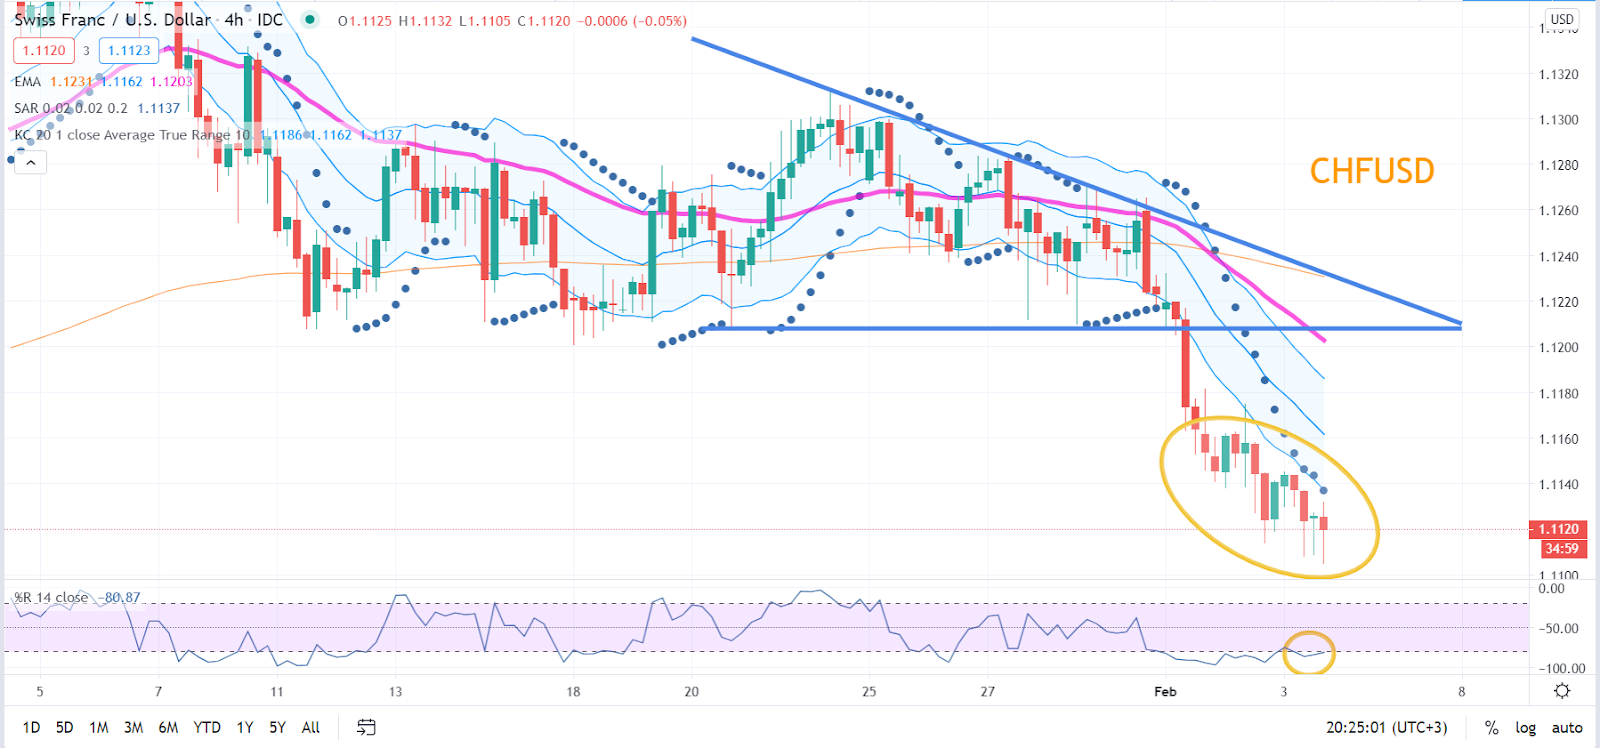 Swiss Franc / U.S. Dollar · 4h · IDC O1.1125 H1.1132 L1.1105 C1.1120 −0.0006 (−0.05%)
1.1120 3 1.1123
EMA 1.1231 1.1162 1.1203
SAR 0.02 0.02 0.2 1.1137
KC 20 1 close Average True Range 10 1.1186 1.1162 1.1137
CHFUSD
USD
1.1340
1.1320
1.1300
1.1280
1.1260
1.1240
1.1220
1.1200
1.1180
1.1160
1.1140
1.1120
34:59
1.1100
%R 14 close −80.87
0.00
−50.00
−100.00
5 7 11 13 18 20 25 27 Feb 3 8
1D 5D 1M 3M 6M YTD 1Y 5Y All 20:25:01 (UTC+3) % log auto